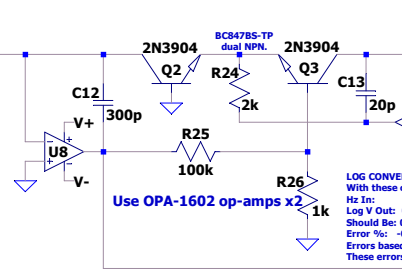 BC847BS-TP
dual NPN.
2N3904
2N3904
Q2
Q3
R24
2k
C12
300p
C13
20p
V+
U8
V-
R25
100k
R26
1k
Use OPA-1602 op-amps x2
LOG CONVE
With these
Hz In:
Log V Out:
Should Be:
Error %:
Errors based
These errors